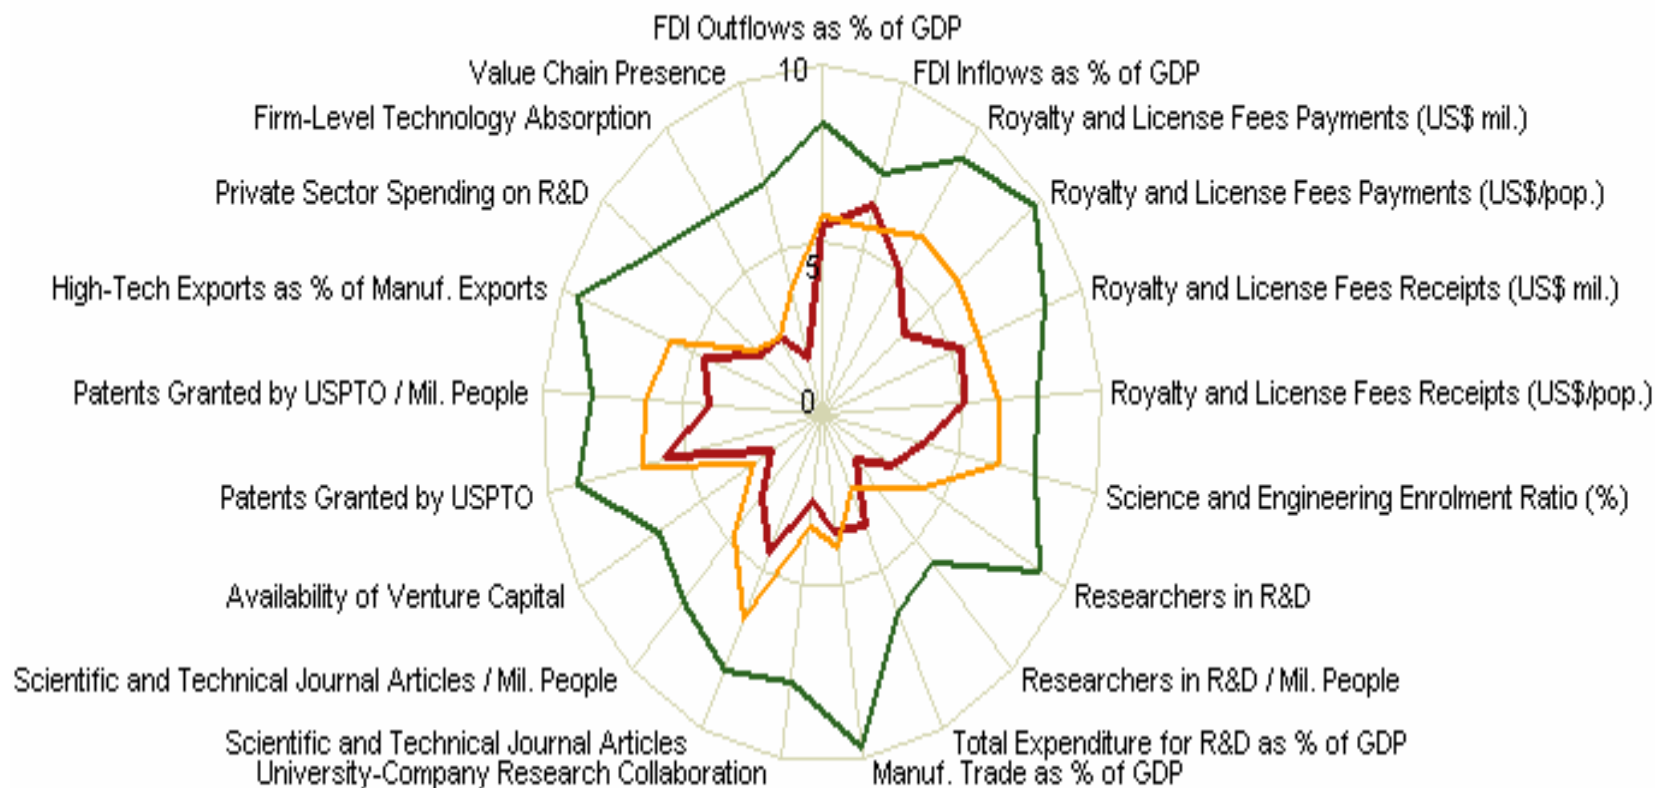 FDI Outflows as % of GDP
10
Value Chain Presence
FDI Inflows as % of GDP
Firm-Level Technology Absorption
Royalty and License Fees Payments (US$ mil.)
Private Sector Spending on R&D
Royalty and License Fees Payments (US$/pop.)
5
High-Tech Exports as % of Manuf. Exports
Royalty and License Fees Receipts (US$ mil.)
Patents Granted by USPTO / Mil. People
0
Royalty and License Fees Receipts (US$/pop.)
Patents Granted by USPTO
Science and Engineering Enrolment Ratio (%)
Availability of Venture Capital
Researchers in R&D
Scientific and Technical Journal Articles / Mil. People
Researchers in R&D / Mil. People
Scientific and Technical Journal Articles
Total Expenditure for R&D as % of GDP
University-Company Research Collaboration
Manuf. Trade as % of GDP